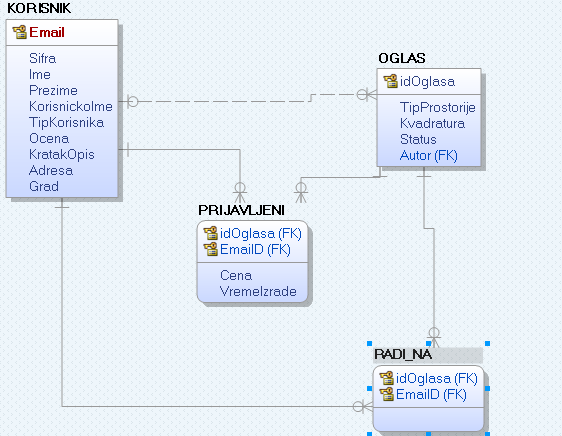 KORISNIK
Email
Sifra
Ime
Prezime
KorisnickoIme
TipKorisnika
Ocena
KratakOpis
Adresa
Grad
OGLAS
idOglasa
TipProstorije
Kvadratura
Status
Autor (FK)
PRIJAVLJENI
idOglasa (FK)
EmailD (FK)
Cena
VremeIzrade
RADI_NA
idOglasa (FK)
EmailD (FK)